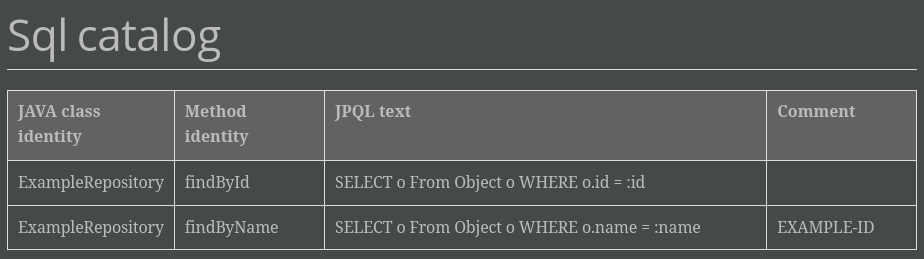 Sql catalog
JAVA class identity | Method identity | JPQL text | Comment
ExampleRepository | findById | SELECT o From Object o WHERE o.id = :id |
ExampleRepository | findByName | SELECT o From Object o WHERE o.name = :name | EXAMPLE-ID